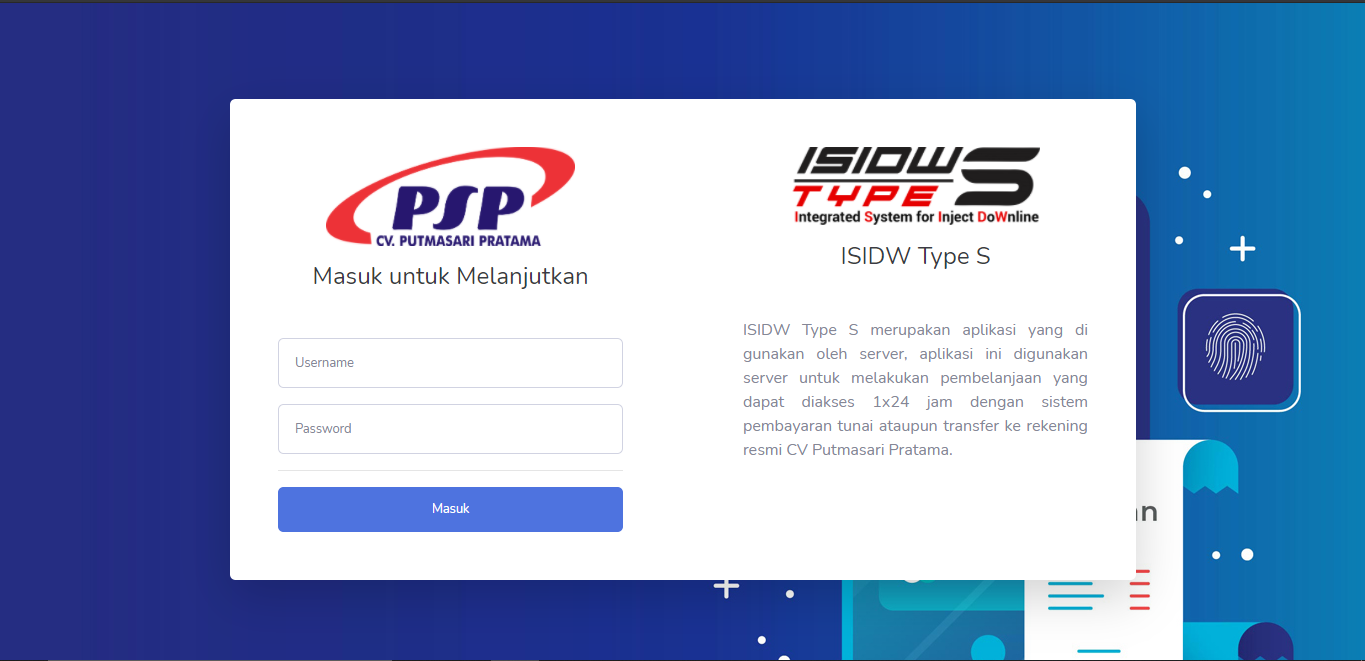 PSP
CV. PUTMASARI PRATAMA
Masuk untuk Melanjutkan
Username
Password
Masuk
ISIDW S
TYPE
Integrated System for Inject DoWnline
ISIDW Type S
ISIDW Type S merupakan aplikasi yang di
gunakan oleh server, aplikasi ini digunakan
server untuk melakukan pembelanjaan yang
dapat diakses 1x24 jam dengan sistem
pembayaran tunai ataupun transfer ke rekening
resmi CV Putmasari Pratama.